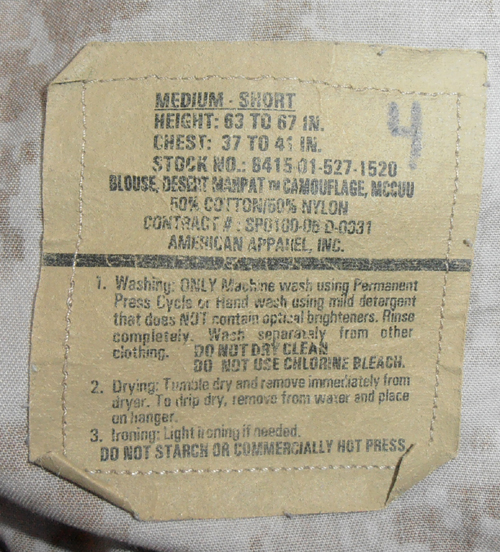 MEDIUM - SHORT
HEIGHT: 63 TO 67 IN.
CHEST: 37 TO 41 IN.
STOCK NO.: 8415-01-527-1520
4
BLOUSE, DESERT MARPAT ™ CAMOUFLAGE, MCCUU
50% COTTON/50% NYLON
CONTRACT # : SP0100-06-D-0031
AMERICAN APPAREL, INC.
1. Washing: ONLY Machine wash using Permanent
Press Cycle or Hand wash using mild detergent
that does NOT contain optical brighteners. Rinse
completely. Wash separately from other
clothing. DO NOT DRY CLEAN
DO NOT USE CHLORINE BLEACH.
2. Drying: Tumble dry and remove immediately from
dryer. To drip dry, remove from water and place
on hanger.
3. Ironing: Light ironing if needed.
DO NOT STARCH OR COMMERCIALLY HOT PRESS.